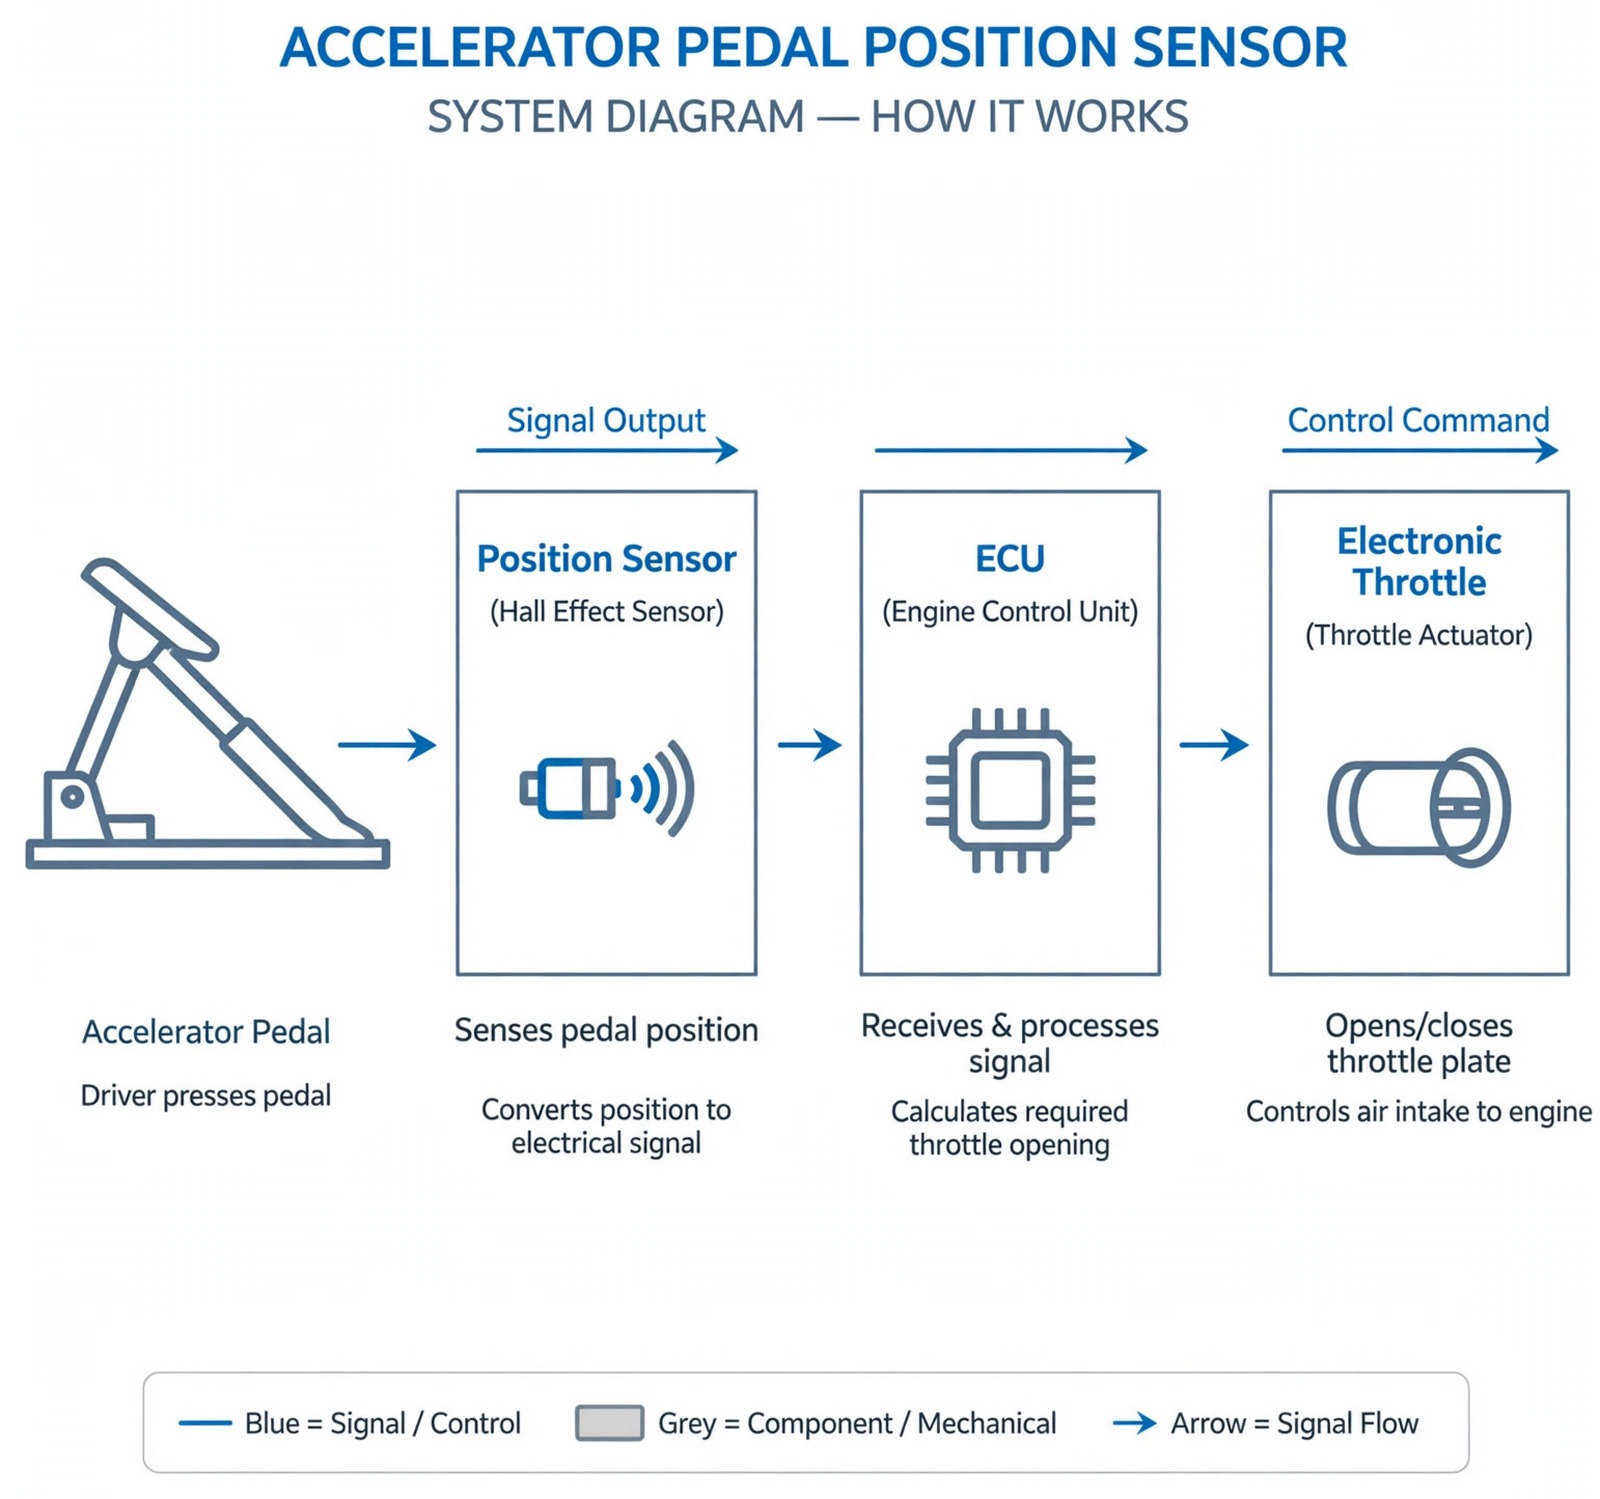 ACCELERATOR PEDAL POSITION SENSOR
SYSTEM DIAGRAM — HOW IT WORKS
Signal Output
Control Command
Position Sensor
(Hall Effect Sensor)
ECU
(Engine Control Unit)
Electronic
Throttle
(Throttle Actuator)
Accelerator Pedal
Driver presses pedal
Senses pedal position
Converts position to
electrical signal
Receives & processes
signal
Calculates required
throttle opening
Opens/closes
throttle plate
Controls air intake to engine
Blue = Signal / Control
Grey = Component / Mechanical
Arrow = Signal Flow